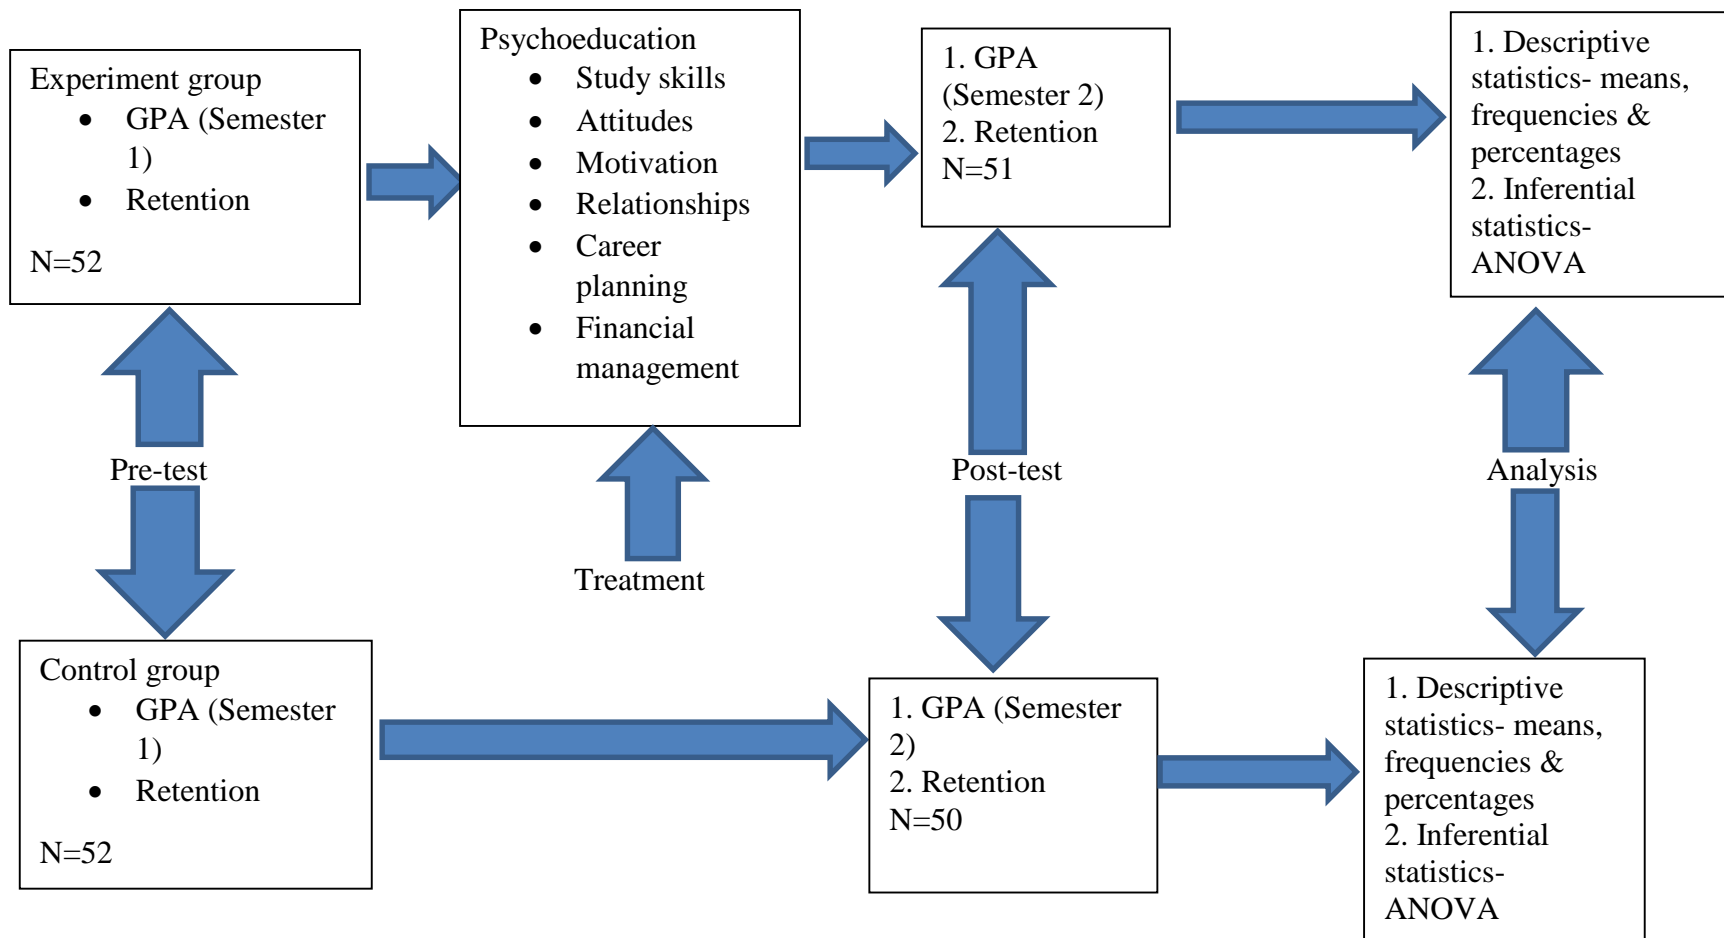 Experiment group
• GPA (Semester
1)
• Retention
N=52
Psychoeducation
• Study skills
• Attitudes
• Motivation
• Relationships
• Career
planning
• Financial
management
1. GPA
(Semester 2)
2. Retention
N=51
1. Descriptive
statistics- means,
frequencies &
percentages
2. Inferential
statistics-
ANOVA
Pre-test
Treatment
Post-test
Analysis
Control group
• GPA (Semester
1)
• Retention
N=52
1. GPA (Semester
2)
2. Retention
N=50
1. Descriptive
statistics- means,
frequencies &
percentages
2. Inferential
statistics-
ANOVA